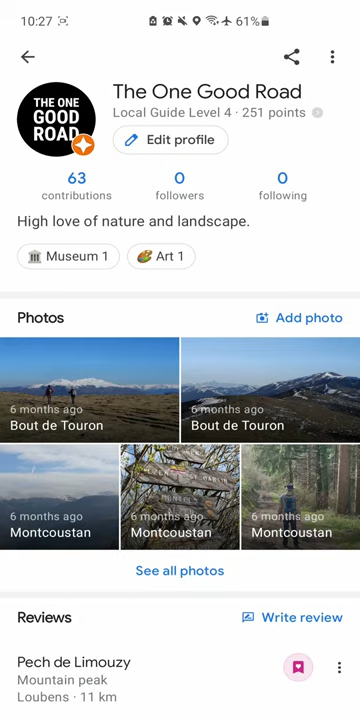 10:27
61%
THE ONE
GOOD
ROAD
The One Good Road
Local Guide Level 4 · 251 points
Edit profile
63
contributions
0
followers
0
following
High love of nature and landscape.
Museum 1
Art 1
Photos
Add photo
6 months ago
Bout de Touron
6 months ago
Bout de Touron
6 months ago
Montcoustan
6 months ago
Montcoustan
6 months ago
Montcoustan
See all photos
Reviews
Write review
Pech de Limouzy
Mountain peak
Loubens · 11 km